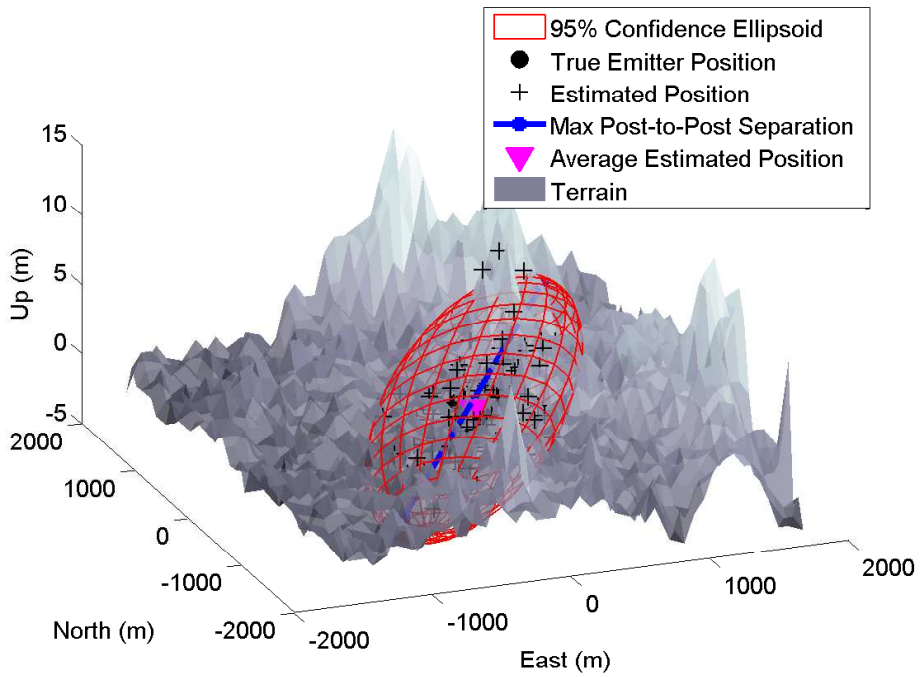 95% Confidence Ellipsoid
True Emitter Position
Estimated Position
Max Post-to-Post Separation
Average Estimated Position
Terrain
15
10
5
0
-5
Up (m)
2000
1000
0
-1000
-2000
North (m)
-2000
-1000
0
1000
2000
East (m)